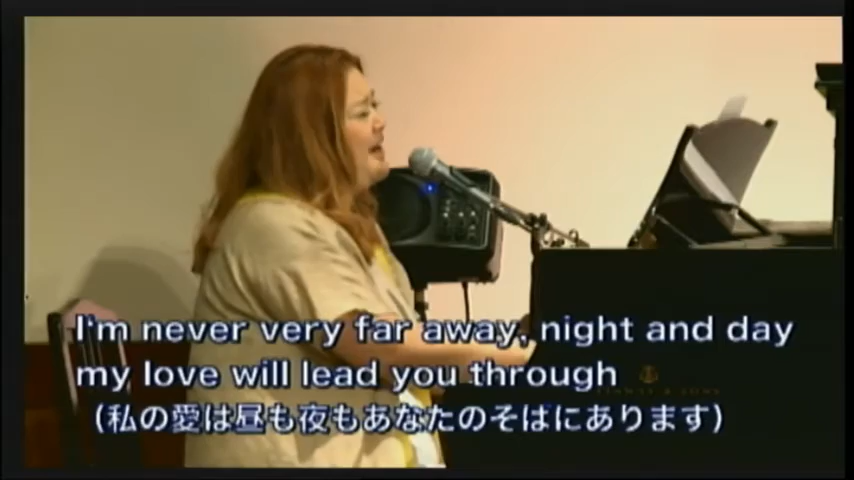 I'm never very far away, night and day
my love will lead you through
（私の愛は昼も夜もあなたのそばにあります）